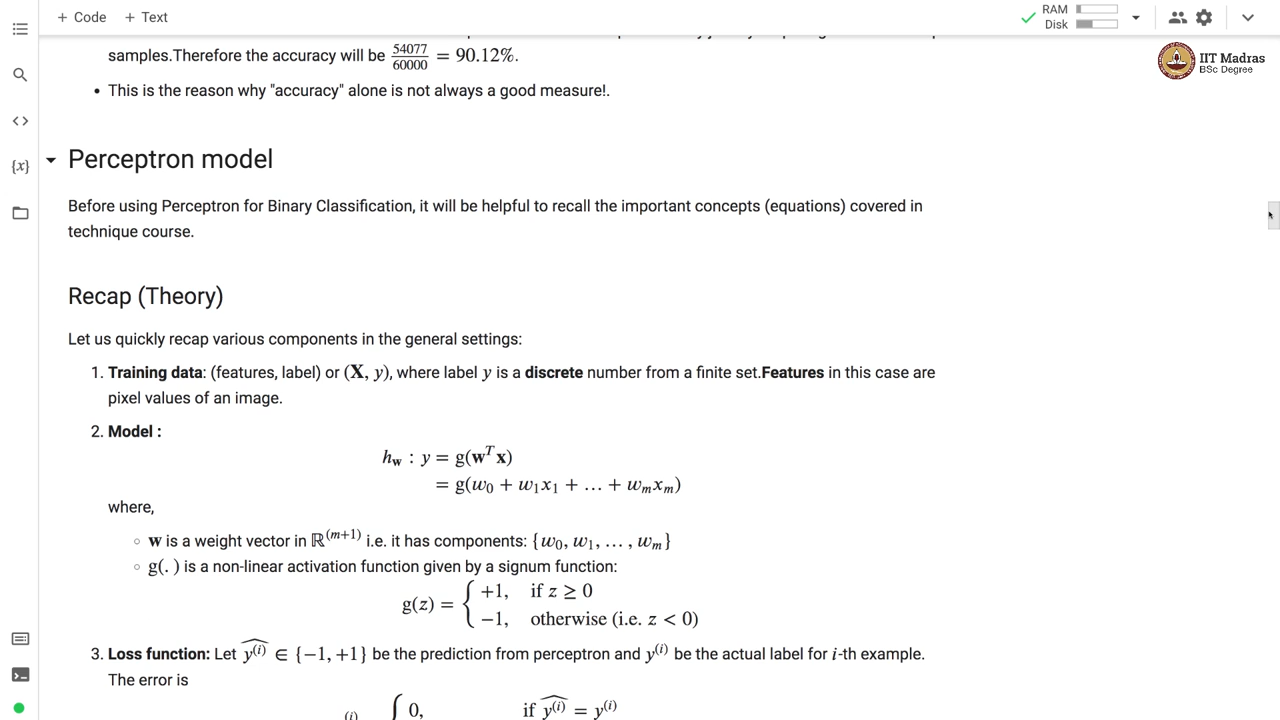 + Code + Text
RAM
Disk
IIT Madras
BSc Degree
samples.Therefore the accuracy will be 54077/60000 = 90.12%.
• This is the reason why "accuracy" alone is not always a good measure!.
Perceptron model
Before using Perceptron for Binary Classification, it will be helpful to recall the important concepts (equations) covered in
technique course.
Recap (Theory)
Let us quickly recap various components in the general settings:
1. Training data: (features, label) or (X, y), where label y is a discrete number from a finite set.Features in this case are
pixel values of an image.
2. Model :
h_w : y = g(w^T x)
= g(w_0 + w_1x_1 + … + w_mx_m)
where,
◦ w is a weight vector in ℝ^(m+1) i.e. it has components: {w_0, w_1, … , w_m}
◦ g(. ) is a non-linear activation function given by a signum function:
g(z) = { +1, if z ≥ 0
−1, otherwise (i.e. z < 0)
3. Loss function: Let ŷ^(i) ∈ {−1, +1} be the prediction from perceptron and y^(i) be the actual label for i-th example.
The error is
(i) { 0, if ŷ^(i) = y^(i)